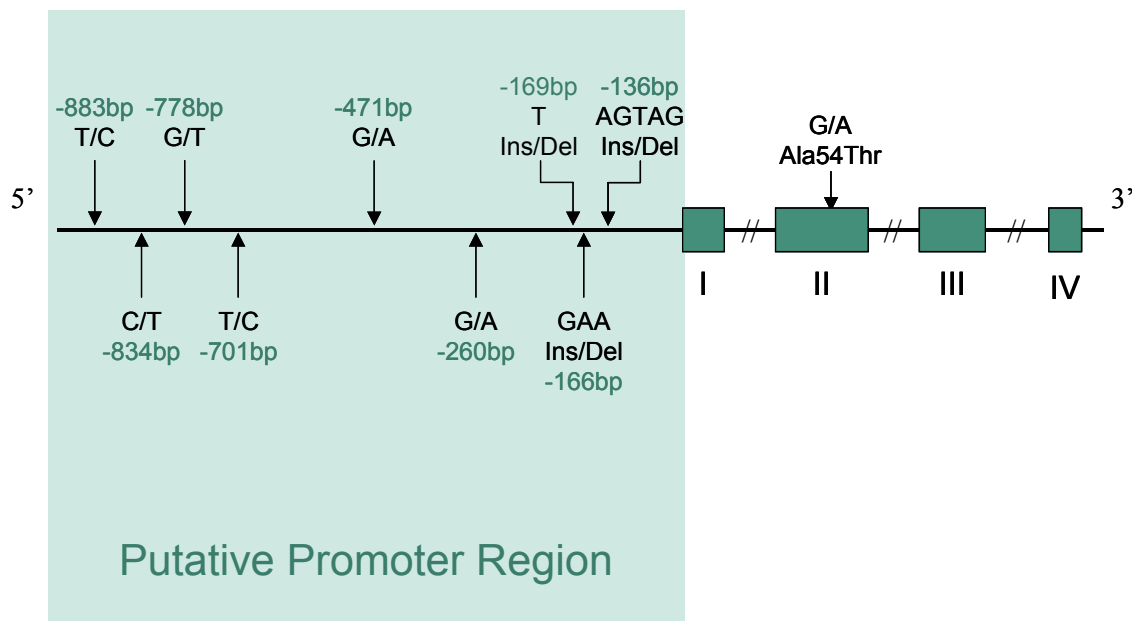 -883bp
T/C
-778bp
G/T
-471bp
G/A
-169bp
T
Ins/Del
-136bp
AGTAG
Ins/Del
G/A
Ala54Thr
5’
3’
//
//
//
I
II
III
IV
C/T
-834bp
T/C
-701bp
G/A
-260bp
GAA
Ins/Del
-166bp
Putative Promoter Region